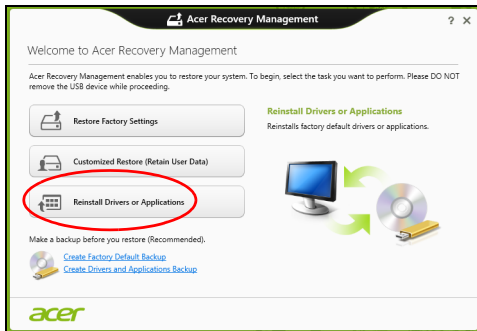 Acer Recovery Management
? ×
Welcome to Acer Recovery Management
Acer Recovery Management enables you to restore your system. To begin, select the task you want to perform. Please DO NOT
remove the USB device while proceeding.
Restore Factory Settings
Customized Restore (Retain User Data)
Reinstall Drivers or Applications
Reinstall Drivers or Applications
Reinstalls factory default drivers or applications.
Make a backup before you restore (Recommended).
Create Factory Default Backup
Create Drivers and Applications Backup
acer